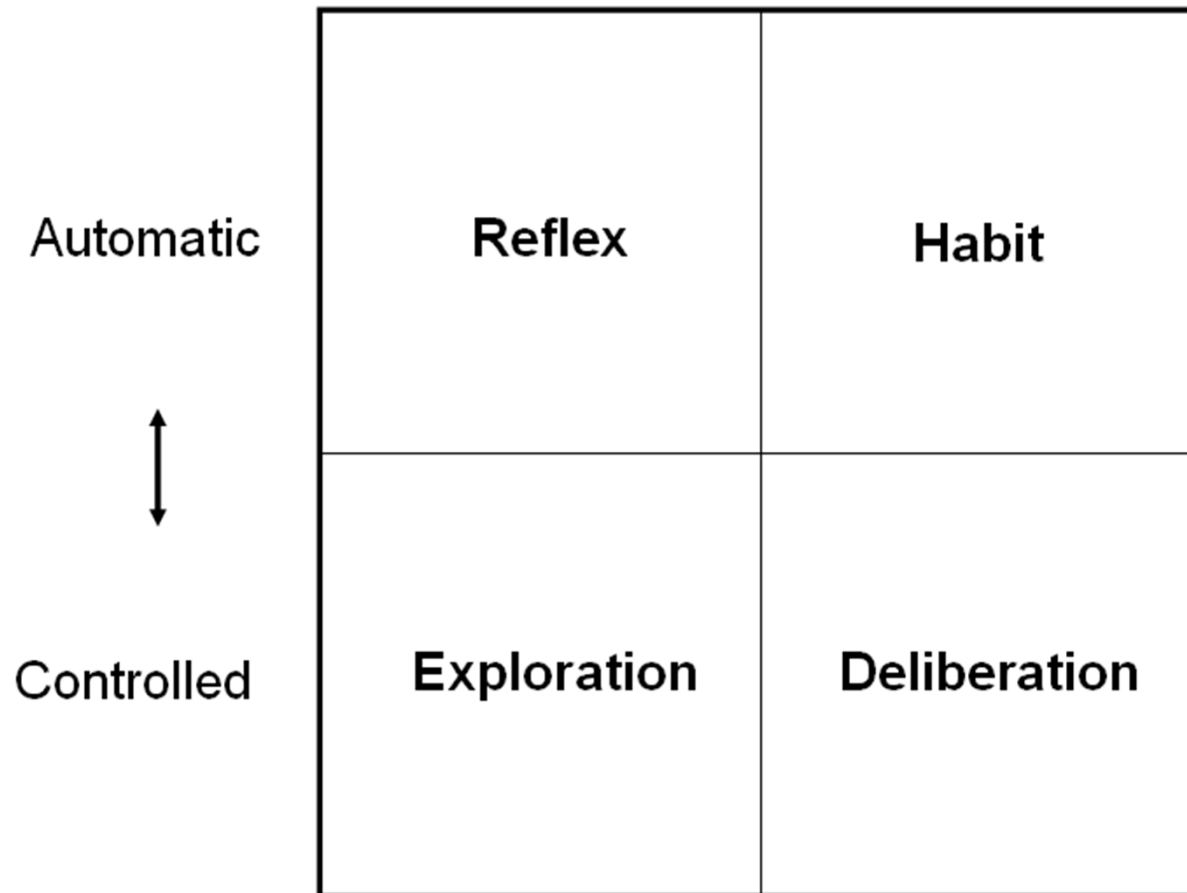 Automatic
Reflex
Habit
Controlled
Exploration
Deliberation